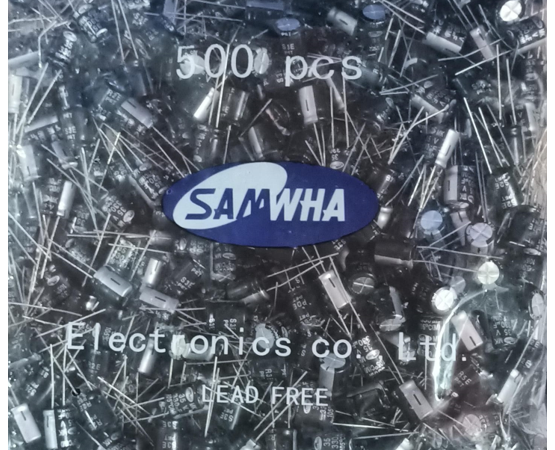 500 pcs
SAMWHA
Electronics co., Ltd.
LEAD FREE